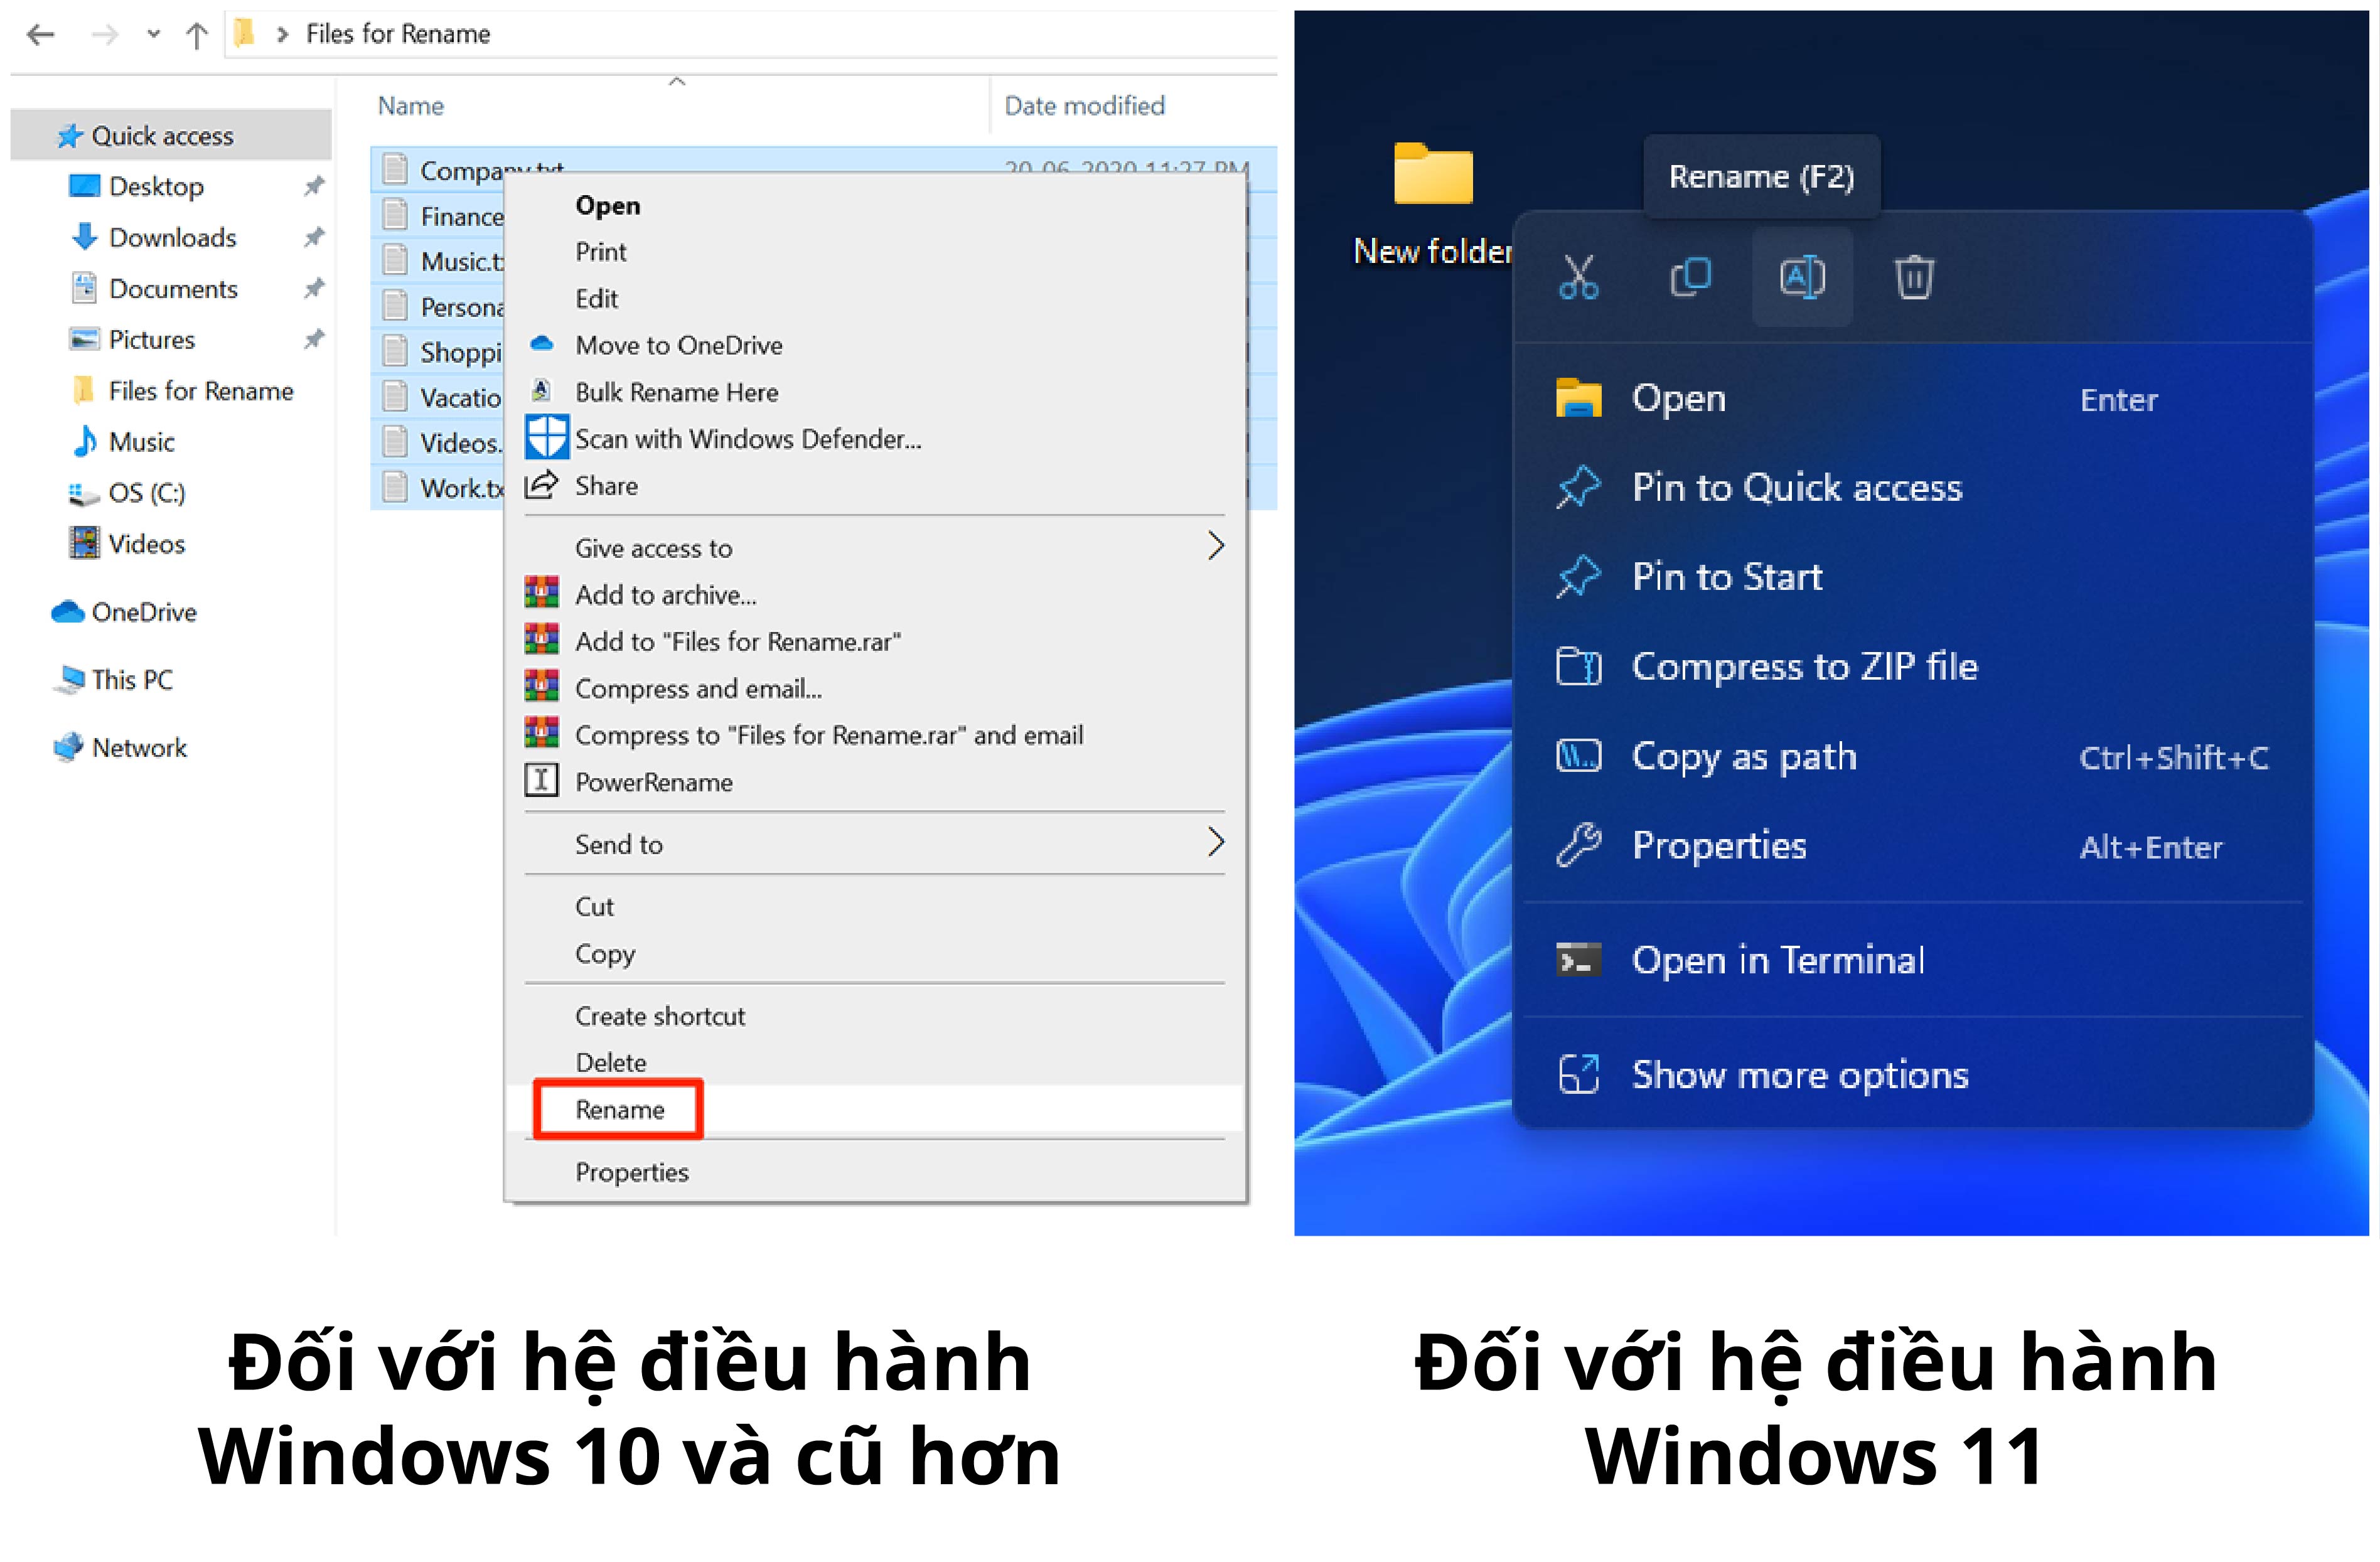 Files for Rename
Name
Date modified
Quick access
Desktop
Downloads
Documents
Pictures
Files for Rename
Music
OS (C:)
Videos
OneDrive
This PC
Network
Company.txt
Finance
Music.t
Persona
Shoppi
Vacatio
Videos.
Work.tx
Open
Print
Edit
Move to OneDrive
Bulk Rename Here
Scan with Windows Defender...
Share
Give access to
Add to archive...
Add to "Files for Rename.rar"
Compress and email...
Compress to "Files for Rename.rar" and email
PowerRename
Send to
Cut
Copy
Create shortcut
Delete
Rename
Properties
New folder
Rename (F2)
Open Enter
Pin to Quick access
Pin to Start
Compress to ZIP file
Copy as path Ctrl+Shift+C
Properties Alt+Enter
Open in Terminal
Show more options
Đối với hệ điều hành
Windows 10 và cũ hơn
Đối với hệ điều hành
Windows 11